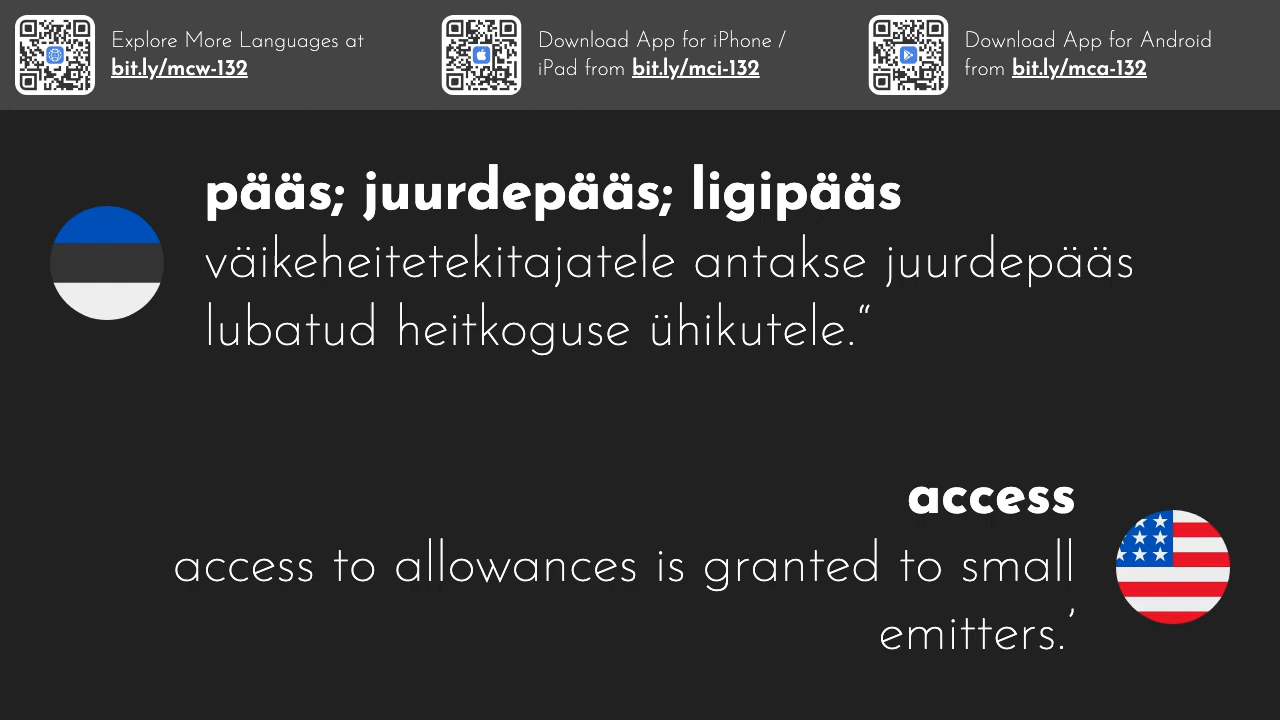 Explore More Languages at
bit.ly/mcw-132
Download App for iPhone /
iPad from bit.ly/mci-132
Download App for Android
from bit.ly/mca-132
pääs; juurdepääs; ligipääs
väikeheitetekitajatele antakse juurdepääs
lubatud heitkoguse ühikutele.“
access
access to allowances is granted to small
emitters.’